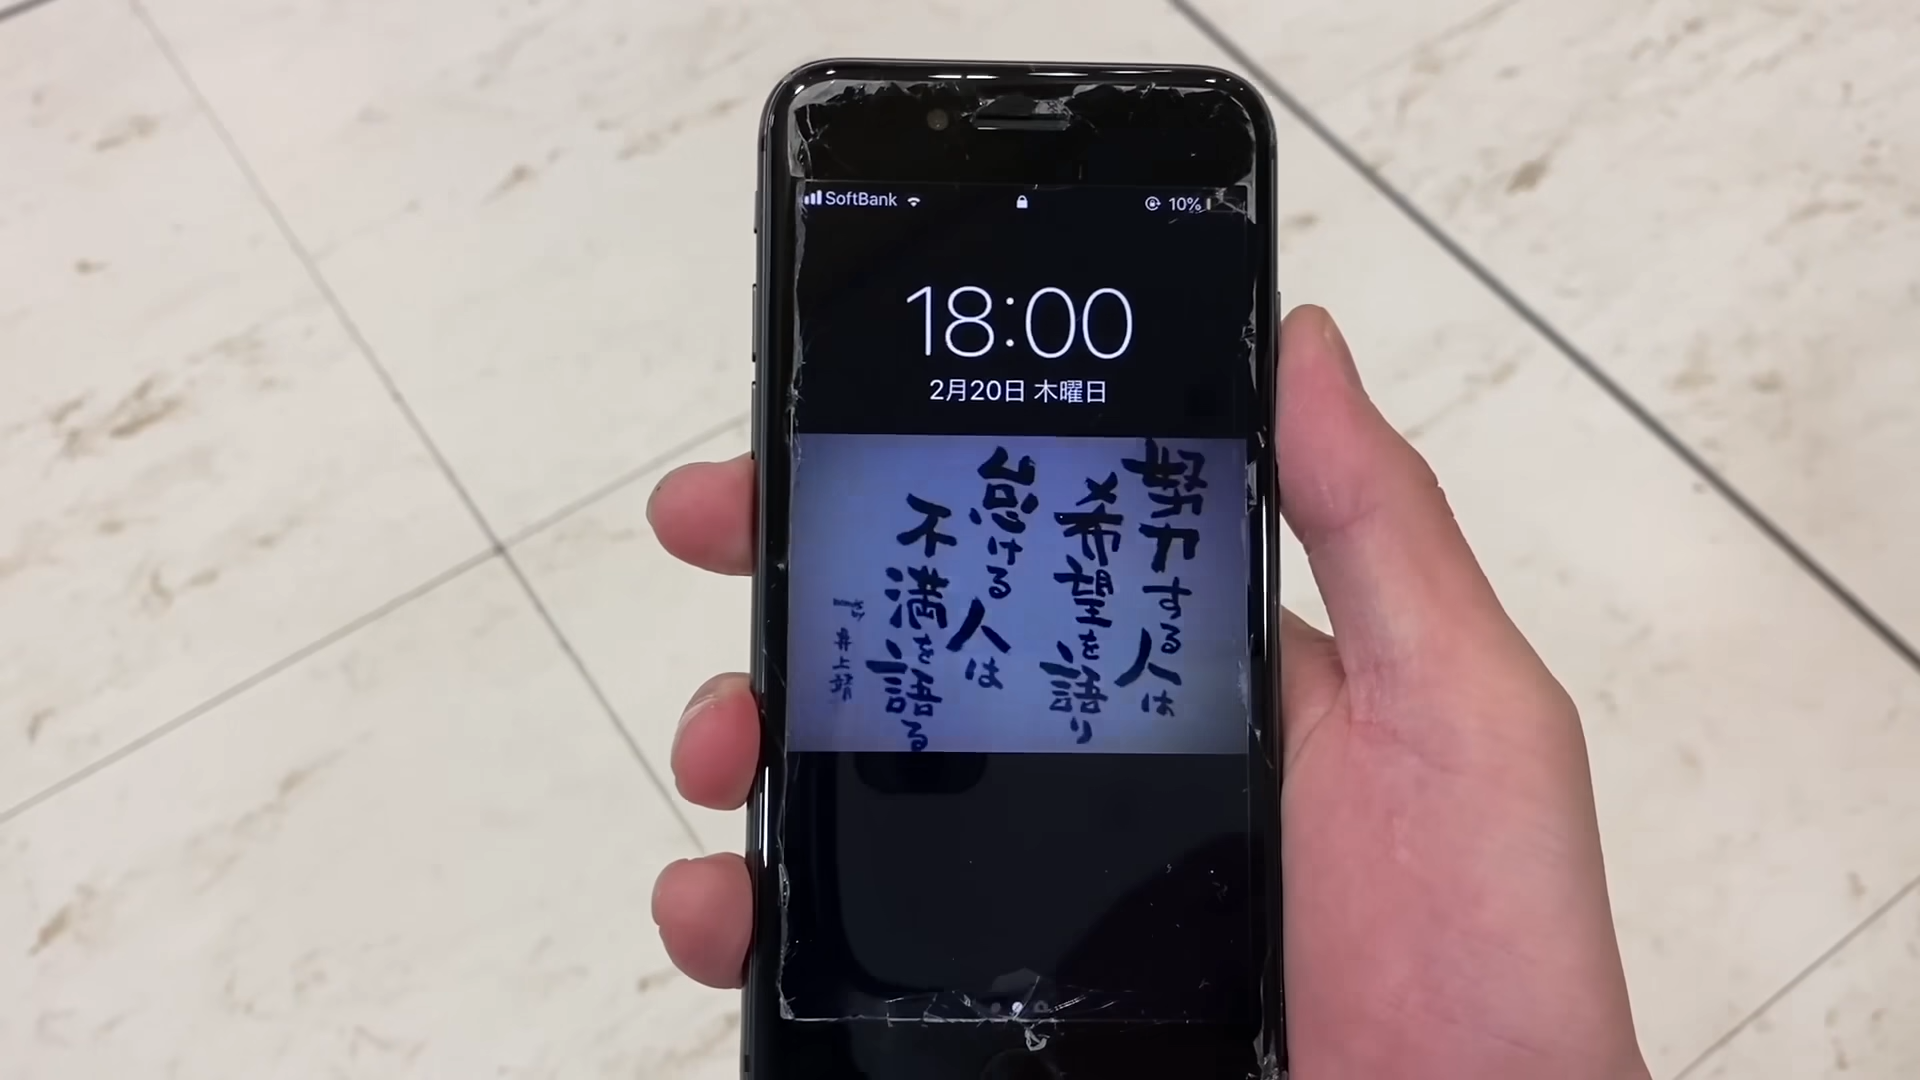 SoftBank 10%
18:00
2月20日 木曜日
努力する人は
希望を語り
怠ける人は
不満を語る
井上靖